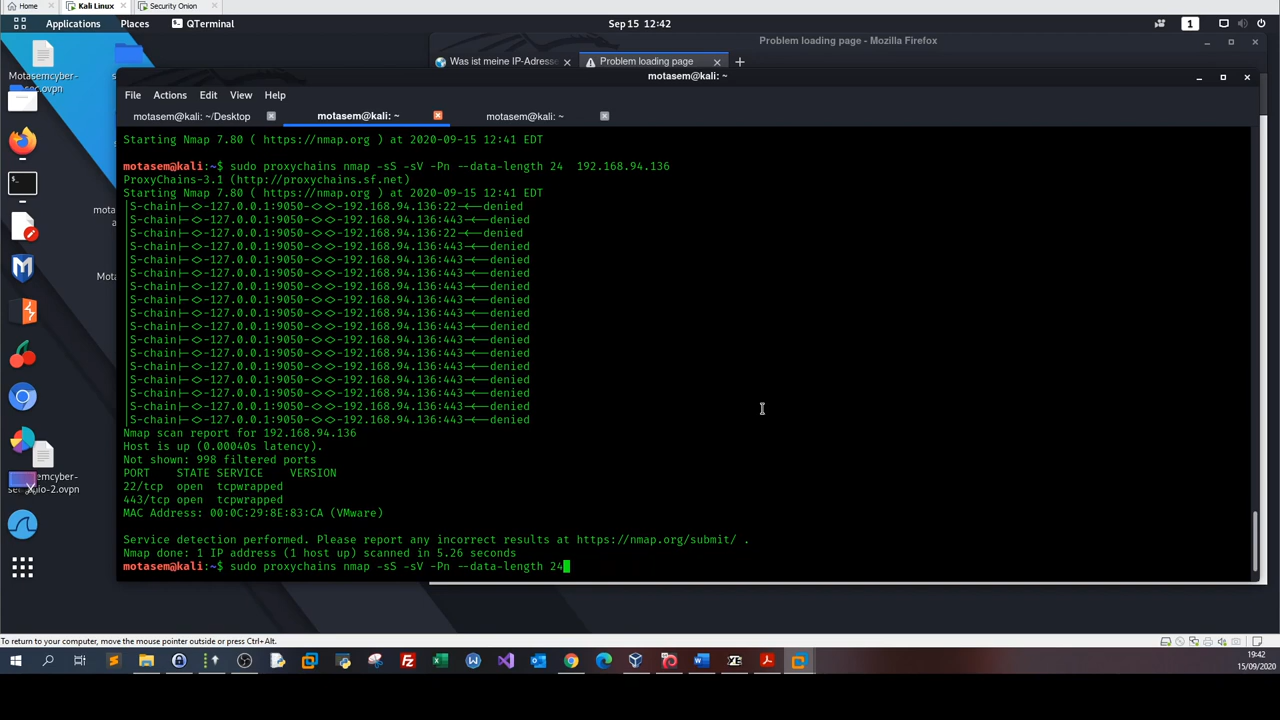 Home
Kali Linux
Security Onion
Applications
Places
QTerminal
Sep 15 12:42
1
Problem loading page - Mozilla Firefox
Was ist meine IP-Adresse
Problem loading page
Motasemcyber-
sec.ovpn
motasem@kali: ~
File Actions Edit View Help
motasem@kali: ~/Desktop
motasem@kali: ~
motasem@kali: ~
Starting Nmap 7.80 ( https://nmap.org ) at 2020-09-15 12:41 EDT
motasem@kali:~$ sudo proxychains nmap -sS -sV -Pn --data-length 24  192.168.94.136
ProxyChains-3.1 (http://proxychains.sf.net)
Starting Nmap 7.80 ( https://nmap.org ) at 2020-09-15 12:41 EDT
|S-chain|-<>-127.0.0.1:9050-<><>-192.168.94.136:22-<--denied
|S-chain|-<>-127.0.0.1:9050-<><>-192.168.94.136:443-<--denied
|S-chain|-<>-127.0.0.1:9050-<><>-192.168.94.136:22-<--denied
|S-chain|-<>-127.0.0.1:9050-<><>-192.168.94.136:443-<--denied
|S-chain|-<>-127.0.0.1:9050-<><>-192.168.94.136:443-<--denied
|S-chain|-<>-127.0.0.1:9050-<><>-192.168.94.136:443-<--denied
|S-chain|-<>-127.0.0.1:9050-<><>-192.168.94.136:443-<--denied
|S-chain|-<>-127.0.0.1:9050-<><>-192.168.94.136:443-<--denied
|S-chain|-<>-127.0.0.1:9050-<><>-192.168.94.136:443-<--denied
|S-chain|-<>-127.0.0.1:9050-<><>-192.168.94.136:443-<--denied
|S-chain|-<>-127.0.0.1:9050-<><>-192.168.94.136:443-<--denied
|S-chain|-<>-127.0.0.1:9050-<><>-192.168.94.136:443-<--denied
|S-chain|-<>-127.0.0.1:9050-<><>-192.168.94.136:443-<--denied
|S-chain|-<>-127.0.0.1:9050-<><>-192.168.94.136:443-<--denied
|S-chain|-<>-127.0.0.1:9050-<><>-192.168.94.136:443-<--denied
|S-chain|-<>-127.0.0.1:9050-<><>-192.168.94.136:443-<--denied
|S-chain|-<>-127.0.0.1:9050-<><>-192.168.94.136:443-<--denied
Nmap scan report for 192.168.94.136
Host is up (0.00040s latency).
Not shown: 998 filtered ports
PORT    STATE SERVICE    VERSION
22/tcp  open  tcpwrapped
443/tcp open  tcpwrapped
MAC Address: 00:0C:29:8E:83:CA (VMware)
Service detection performed. Please report any incorrect results at https://nmap.org/submit/ .
Nmap done: 1 IP address (1 host up) scanned in 5.26 seconds
motasem@kali:~$ sudo proxychains nmap -sS -sV -Pn --data-length 24
To return to your computer, move the mouse pointer outside or press Ctrl+Alt.
19:42
15/09/2020